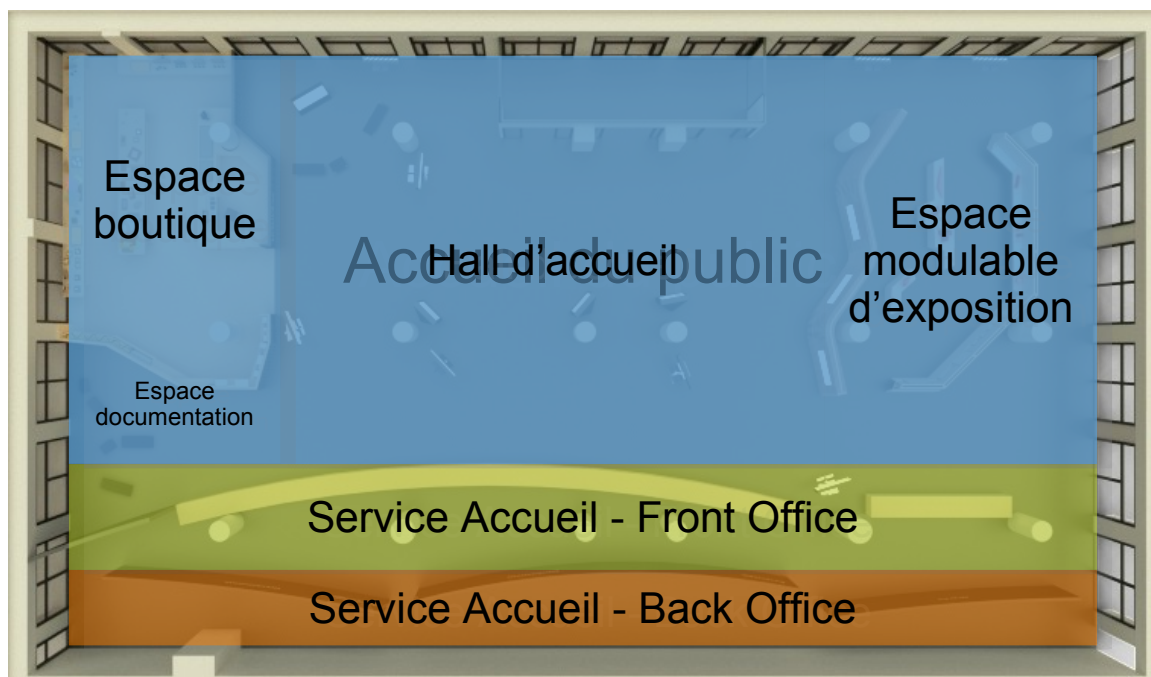 Espace
boutique
Accueil du public
Hall d’accueil
Espace
modulable
d’exposition
Espace
documentation
Service Accueil - Front Office
Service Accueil - Back Office